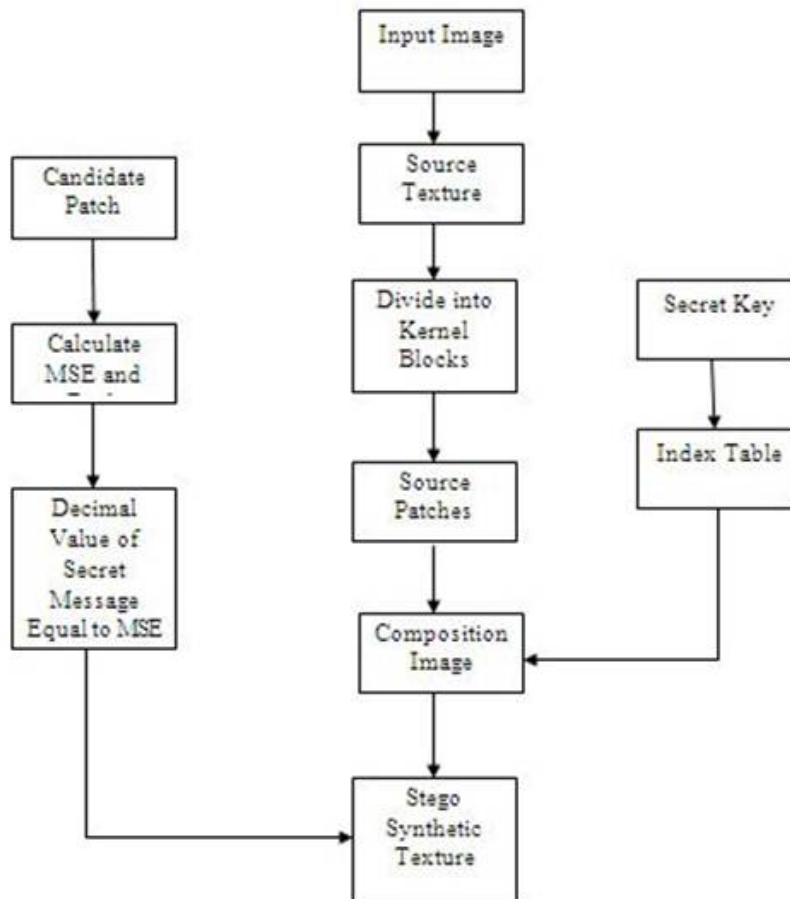 Input Image
Source
Texture
Candidate
Patch
Divide into
Kernel
Blocks
Secret Key
Calculate
MSE and
Index Table
Source
Patches
Decimal
Value of
Secret
Message
Equal to MSE
Composition
Image
Stego
Synthetic
Texture